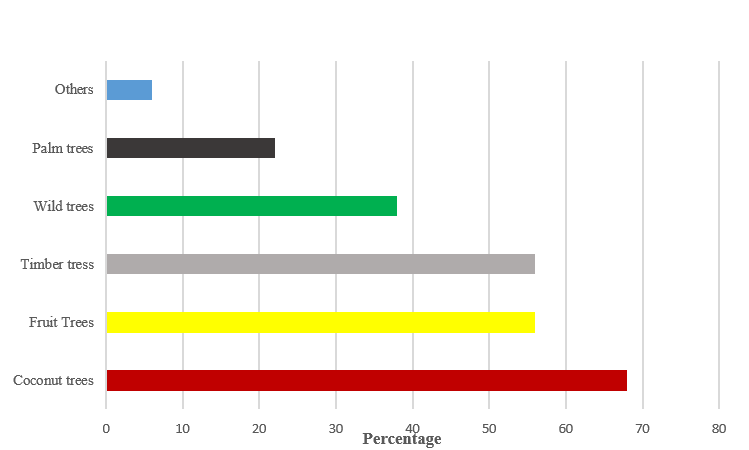 Others
Palm trees
Wild trees
Timber tress
Fruit Trees
Coconut trees
0 10 20 30 40 50 60 70 80
Percentage